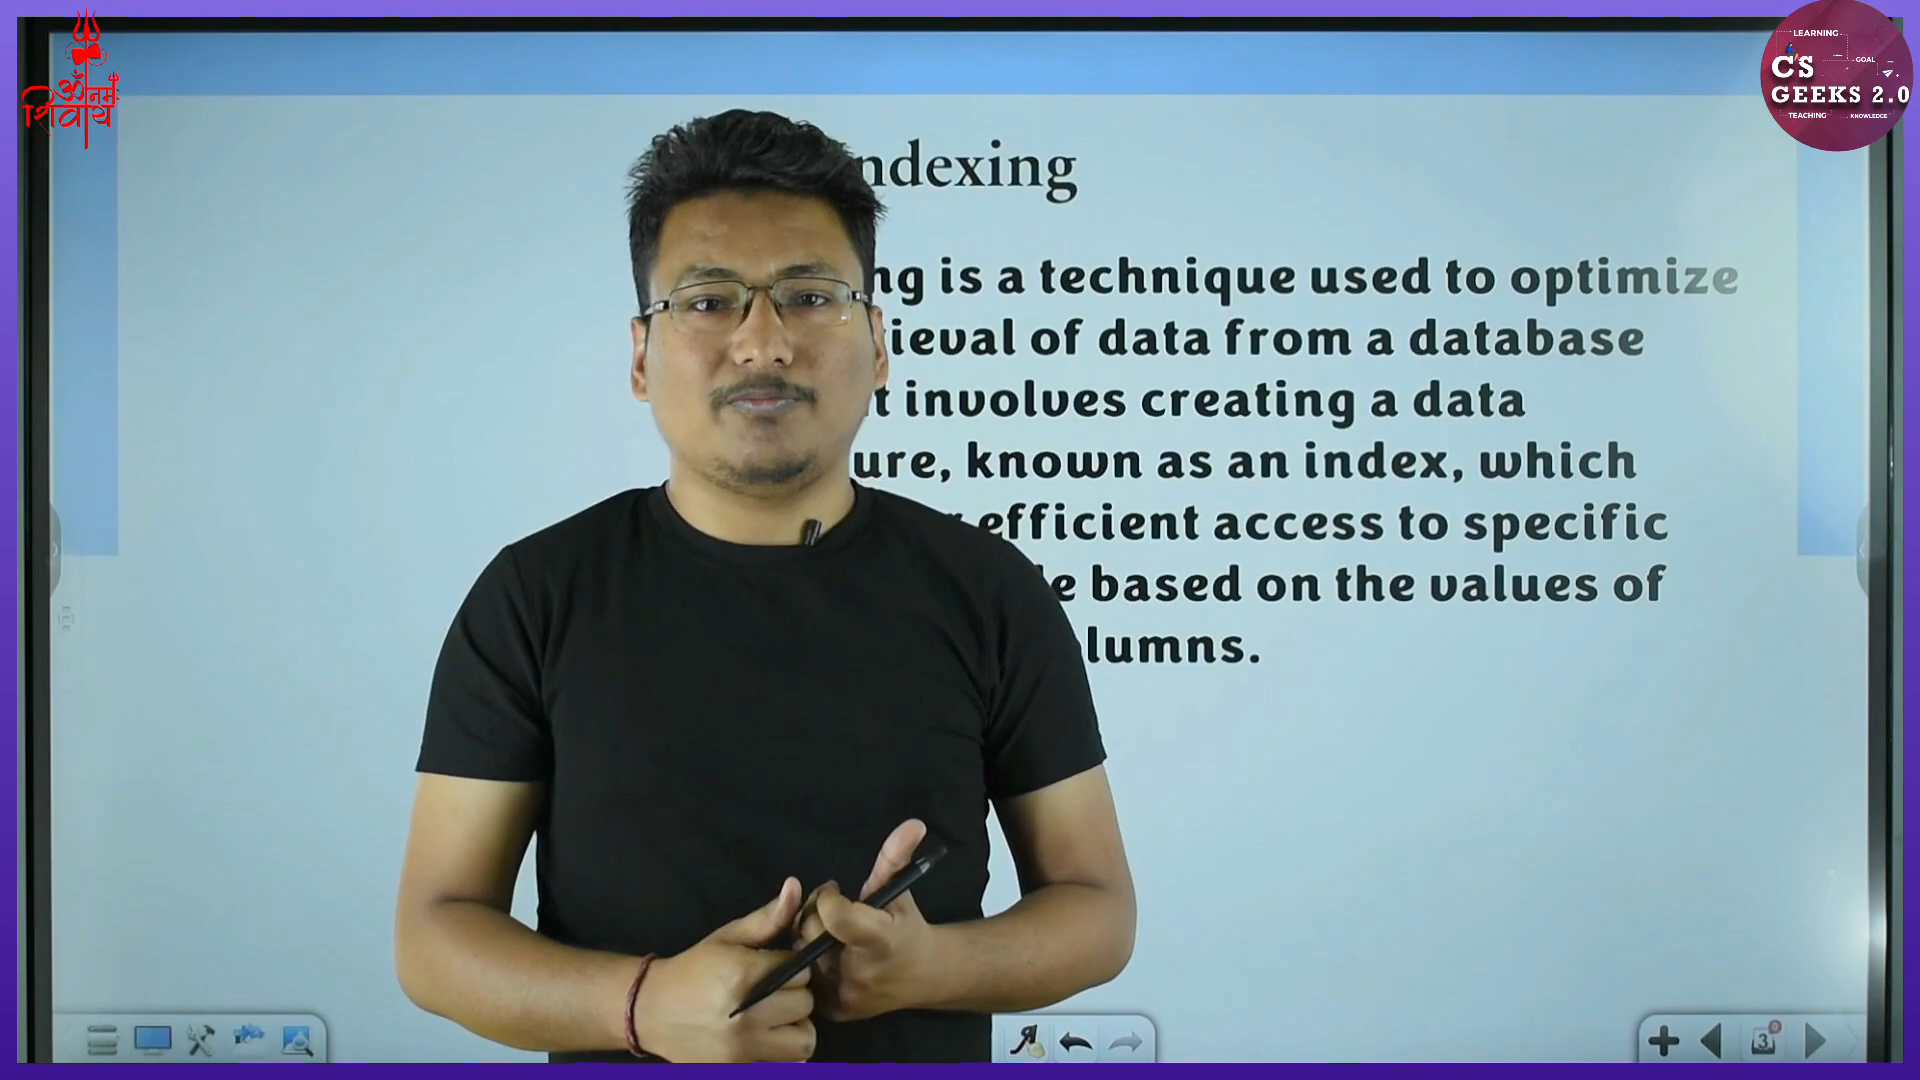 ॐ नमः
शिवाय
LEARNING
GOAL
CS
GEEKS 2.0
TEACHING
KNOWLEDGE
ndexing
ng is a technique used to optimize
ieval of data from a database
t involves creating a data
ure, known as an index, which
efficient access to specific
e based on the values of
lumns.
3
0